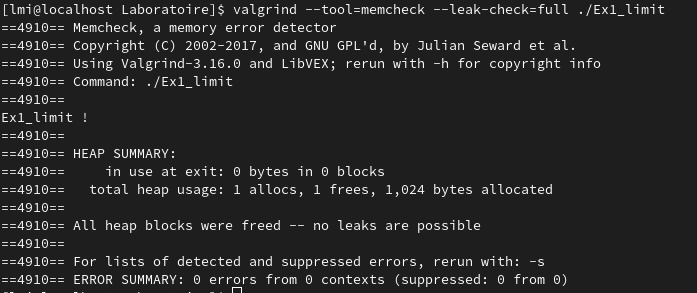 [lmi@localhost Laboratoire]$ valgrind --tool=memcheck --leak-check=full ./Ex1_limit
==4910== Memcheck, a memory error detector
==4910== Copyright (C) 2002-2017, and GNU GPL'd, by Julian Seward et al.
==4910== Using Valgrind-3.16.0 and LibVEX; rerun with -h for copyright info
==4910== Command: ./Ex1_limit
==4910==
Ex1_limit !
==4910==
==4910== HEAP SUMMARY:
==4910==     in use at exit: 0 bytes in 0 blocks
==4910==   total heap usage: 1 allocs, 1 frees, 1,024 bytes allocated
==4910==
==4910== All heap blocks were freed -- no leaks are possible
==4910==
==4910== For lists of detected and suppressed errors, rerun with: -s
==4910== ERROR SUMMARY: 0 errors from 0 contexts (suppressed: 0 from 0)